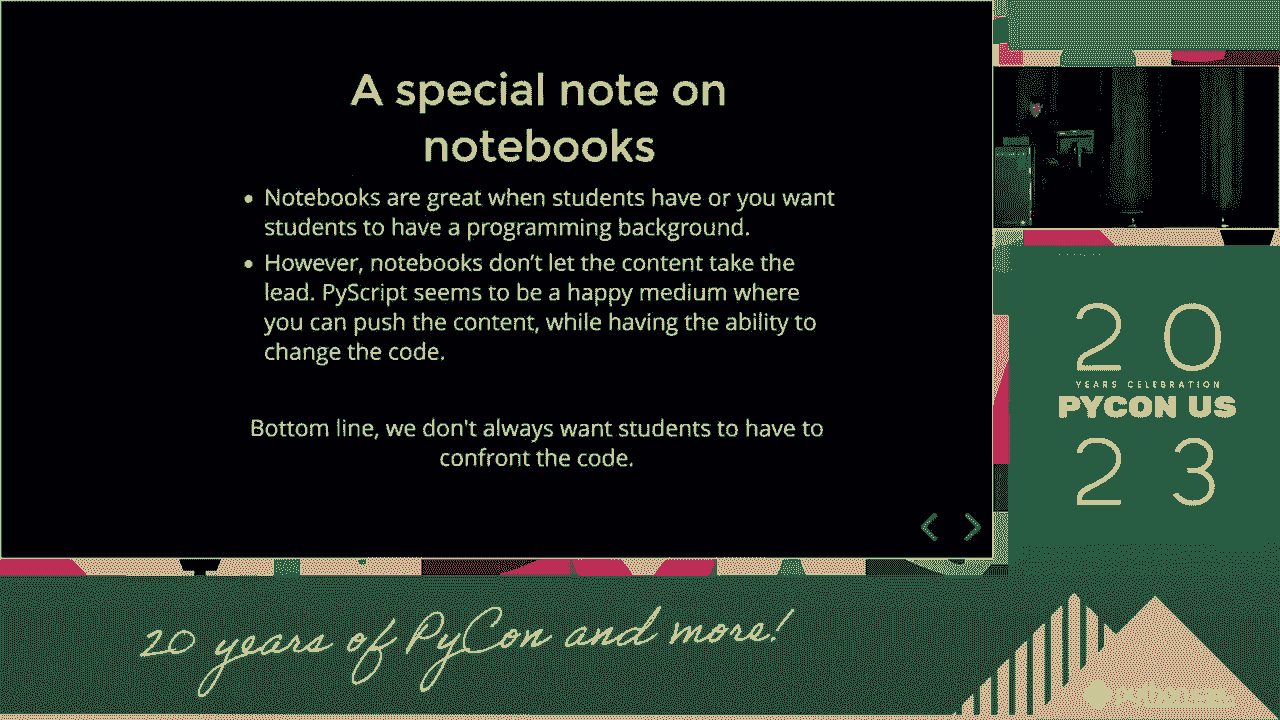 A special note on
notebooks
• Notebooks are great when students have or you want
students to have a programming background.
• However, notebooks don’t let the content take the
lead. PyScript seems to be a happy medium where
you can push the content, while having the ability to
change the code.
Bottom line, we don't always want students to have to
confront the code.
20
YEARS CELEBRATION
PYCON US
23
20 years of PyCon and more!